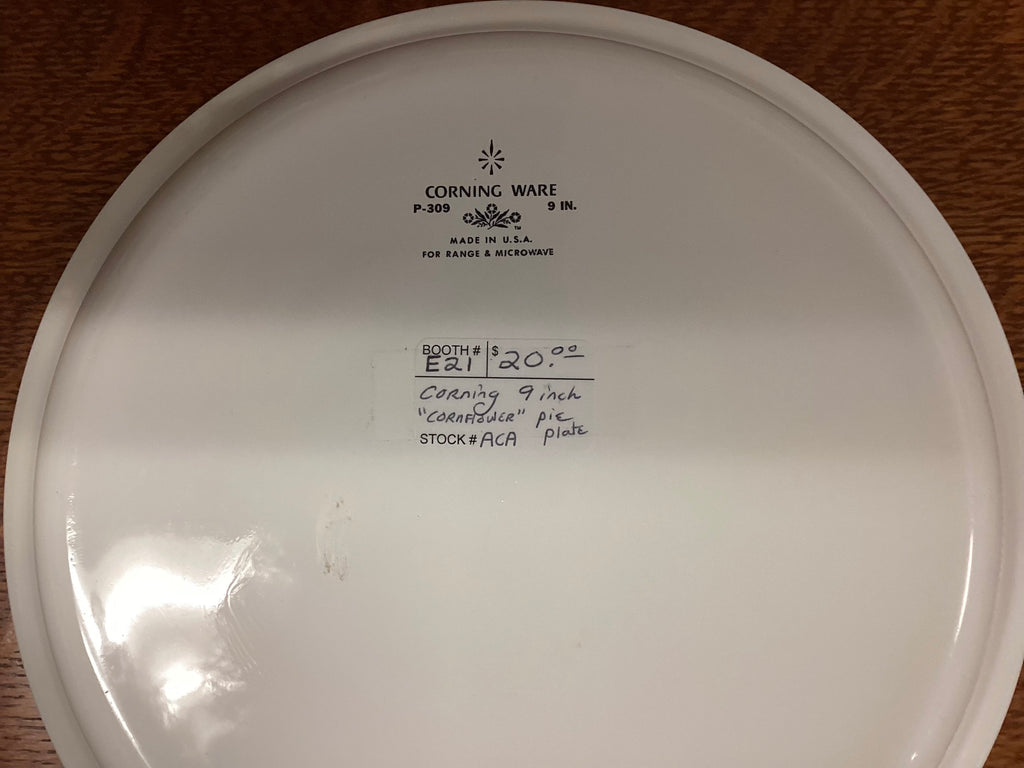 CORNING WARE
P-309 9 IN.
TM
MADE IN U.S.A.
FOR RANGE & MICROWAVE
BOOTH # $ 20.00
E21
Corning 9 inch
"CORNFLOWER" pie
STOCK # ACA plate